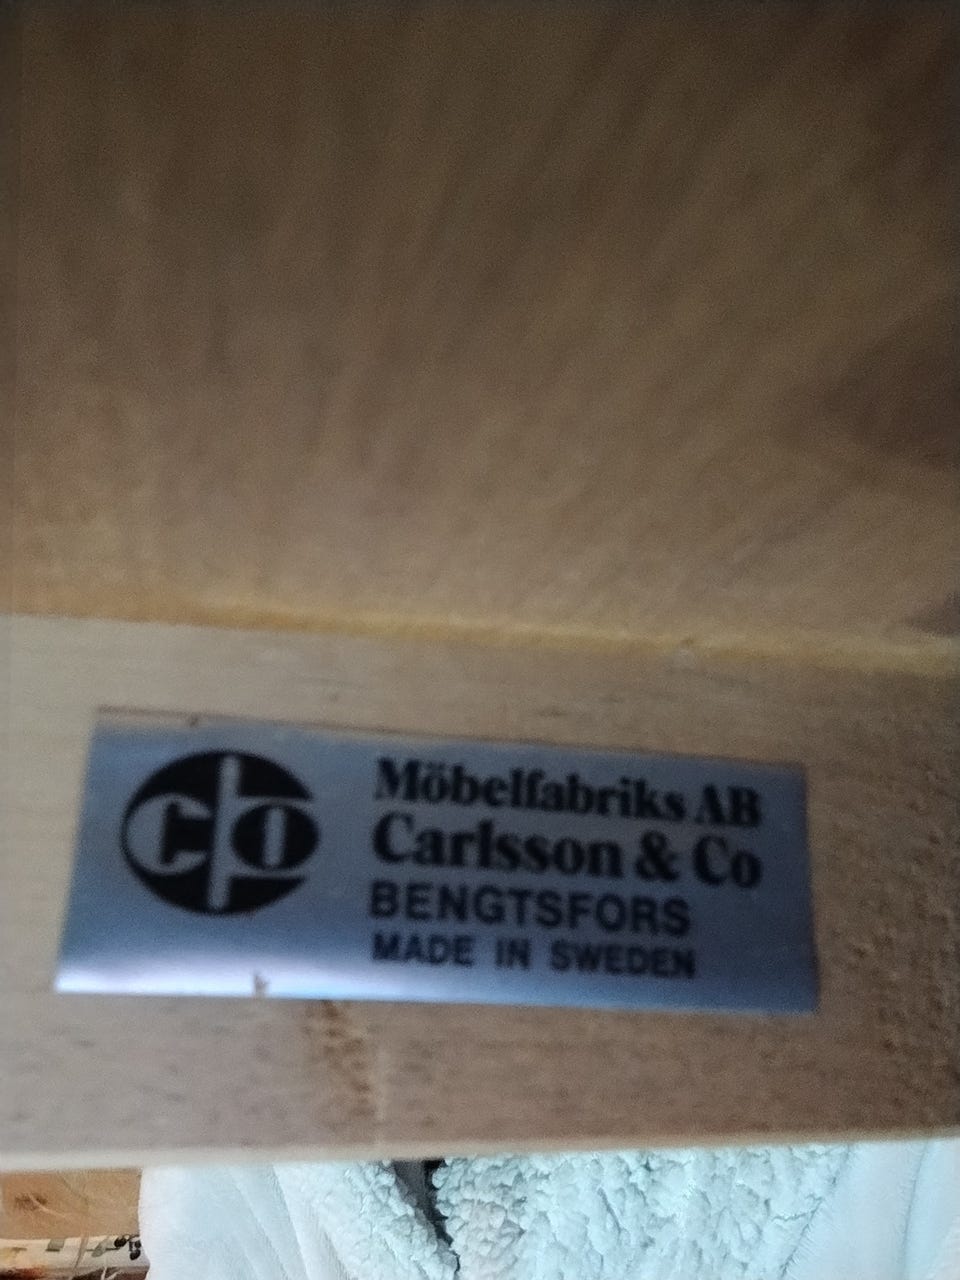 C O
Möbelfabriks AB
Carlsson & Co
BENGTSFORS
MADE IN SWEDEN